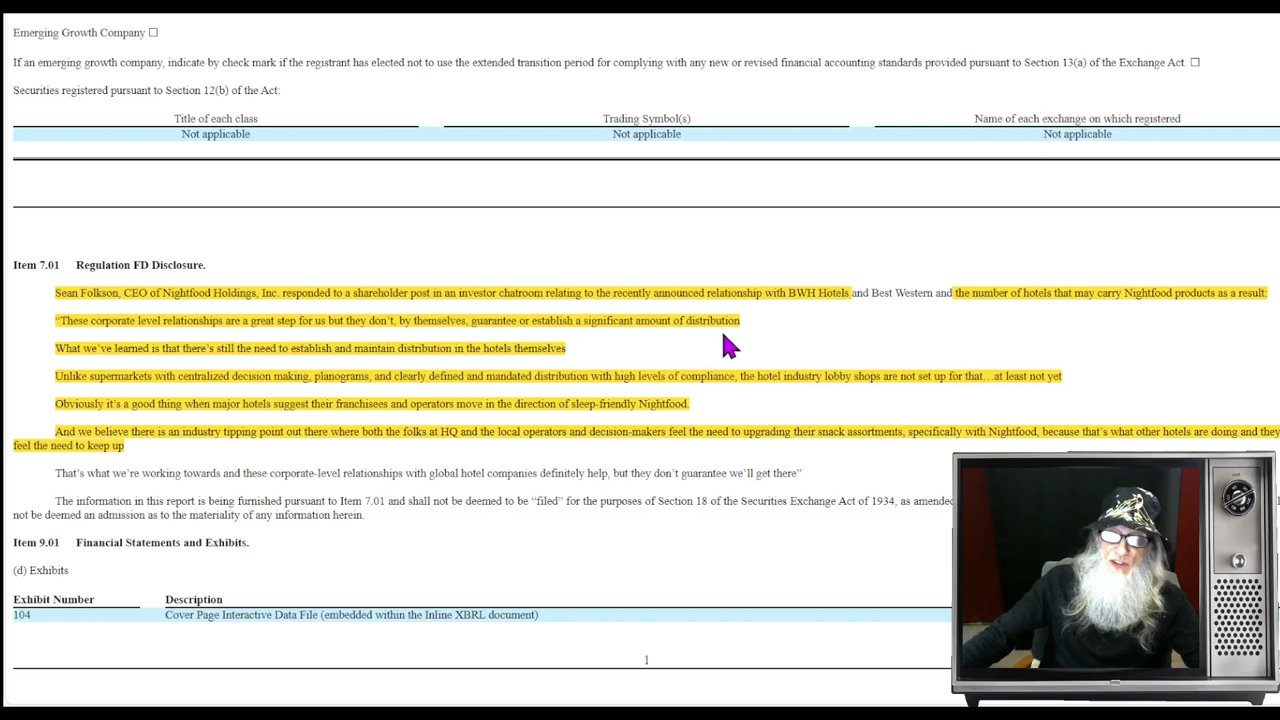 Emerging Growth Company ☐
If an emerging growth company, indicate by check mark if the registrant has elected not to use the extended transition period for complying with any new or revised financial accounting standards provided pursuant to Section 13(a) of the Exchange Act. ☐
Securities registered pursuant to Section 12(b) of the Act:
Title of each class Trading Symbol(s) Name of each exchange on which registered
Not applicable Not applicable Not applicable
Item 7.01 Regulation FD Disclosure.
Sean Folkson, CEO of Nightfood Holdings, Inc. responded to a shareholder post in an investor chatroom relating to the recently announced relationship with BWH Hotels and Best Western and the number of hotels that may carry Nightfood products as a result:
“These corporate level relationships are a great step for us but they don’t, by themselves, guarantee or establish a significant amount of distribution
What we’ve learned is that there’s still the need to establish and maintain distribution in the hotels themselves
Unlike supermarkets with centralized decision making, planograms, and clearly defined and mandated distribution with high levels of compliance, the hotel industry lobby shops are not set up for that…at least not yet
Obviously it’s a good thing when major hotels suggest their franchisees and operators move in the direction of sleep-friendly Nightfood.
And we believe there is an industry tipping point out there where both the folks at HQ and the local operators and decision-makers feel the need to upgrading their snack assortments, specifically with Nightfood, because that’s what other hotels are doing and they
feel the need to keep up
That’s what we’re working towards and these corporate-level relationships with global hotel companies definitely help, but they don’t guarantee we’ll get there”
The information in this report is being furnished pursuant to Item 7.01 and shall not be deemed to be “filed” for the purposes of Section 18 of the Securities Exchange Act of 1934, as amended
not be deemed an admission as to the materiality of any information herein.
Item 9.01 Financial Statements and Exhibits.
(d) Exhibits
Exhibit Number Description
104 Cover Page Interactive Data File (embedded within the Inline XBRL document)
1